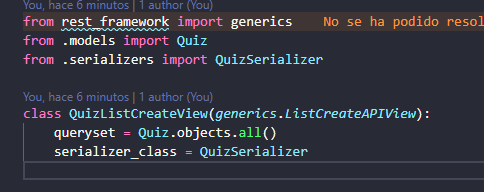 You, hace 6 minutos | 1 author (You)
from rest_framework import generics    No se ha podido resol
from .models import Quiz
from .serializers import QuizSerializer
You, hace 6 minutos | 1 author (You)
class QuizListCreateView(generics.ListCreateAPIView):
    queryset = Quiz.objects.all()
    serializer_class = QuizSerializer